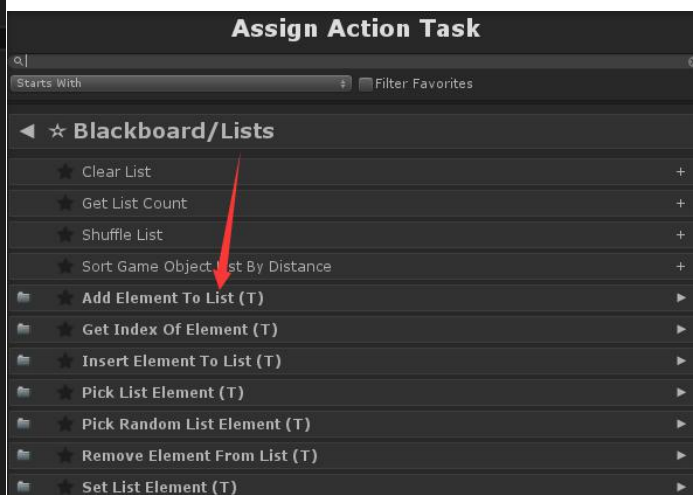 Assign Action Task
Starts With
Filter Favorites
Blackboard/Lists
Clear List
Get List Count
Shuffle List
Sort Game Object List By Distance
Add Element To List (T)
Get Index Of Element (T)
Insert Element To List (T)
Pick List Element (T)
Pick Random List Element (T)
Remove Element From List (T)
Set List Element (T)